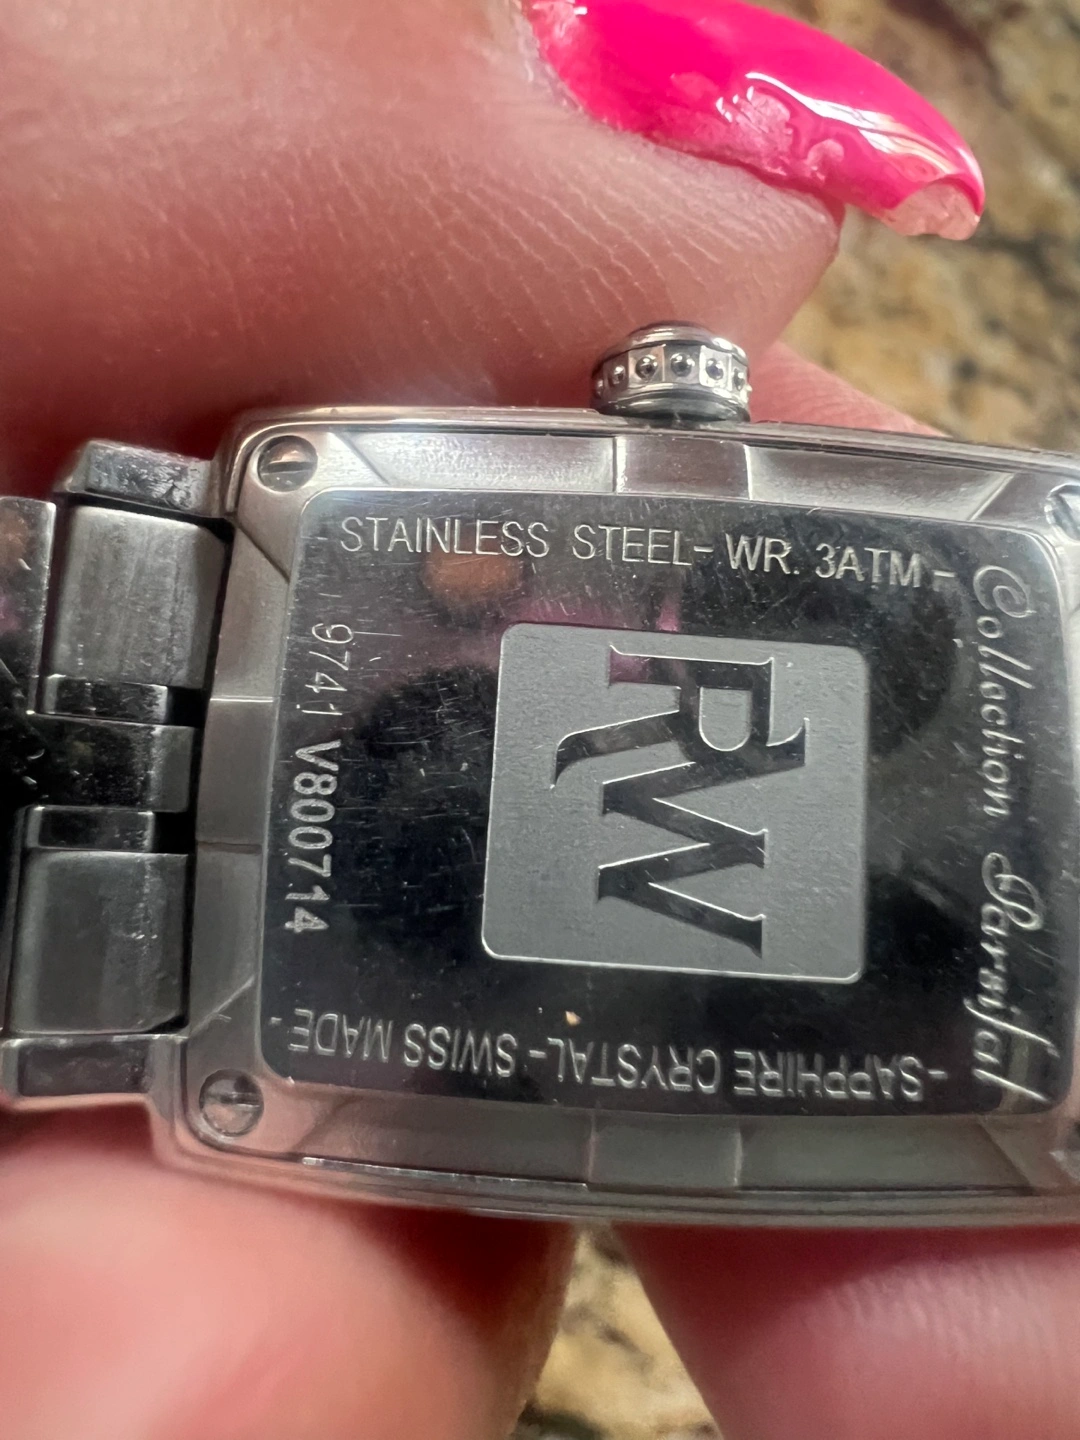 STAINLESS STEEL - WR. 3ATM -
Collection Parsifal
- SAPPHIRE CRYSTAL - SWISS MADE -
9741 V800714
RW